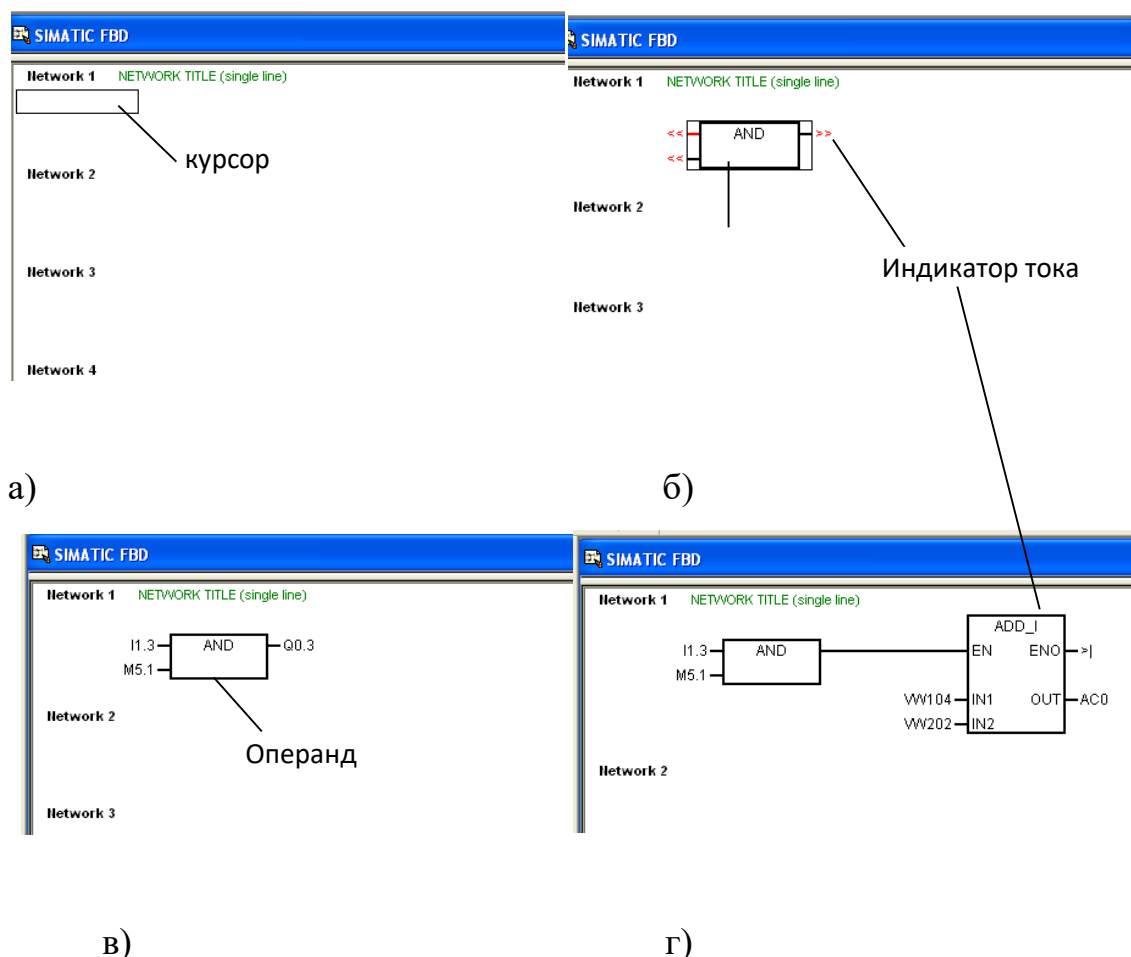 SIMATIC FBD
Network 1 NETWORK TITLE (single line)
курсор
Network 2
Network 3
Network 4
а)
SIMATIC FBD
Network 1 NETWORK TITLE (single line)
<< AND >>
<<
Network 2
Индикатор тока
Network 3
б)
SIMATIC FBD
Network 1 NETWORK TITLE (single line)
I1.3 AND Q0.3
M5.1
Network 2
Операнд
Network 3
в)
SIMATIC FBD
Network 1 NETWORK TITLE (single line)
ADD_I
I1.3 AND EN ENO >|
M5.1
VW104 IN1 OUT AC0
VW202 IN2
Network 2
г)